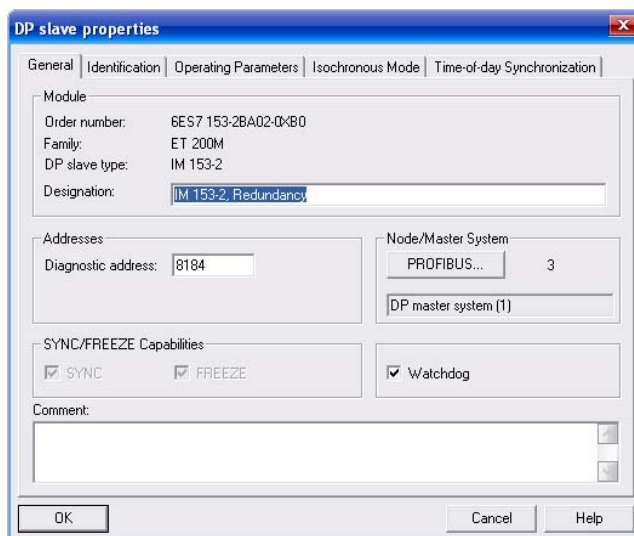 DP slave properties
General Identification Operating Parameters Isochronous Mode Time-of-day Synchronization
Module
Order number: 6ES7 153-2BA02-0XB0
Family: ET 200M
DP slave type: IM 153-2
Designation: IM 153-2, Redundancy
Addresses Node/Master System
Diagnostic address: 8184 PROFIBUS... 3
DP master system (1)
SYNC/FREEZE Capabilities
SYNC FREEZE Watchdog
Comment:
OK Cancel Help